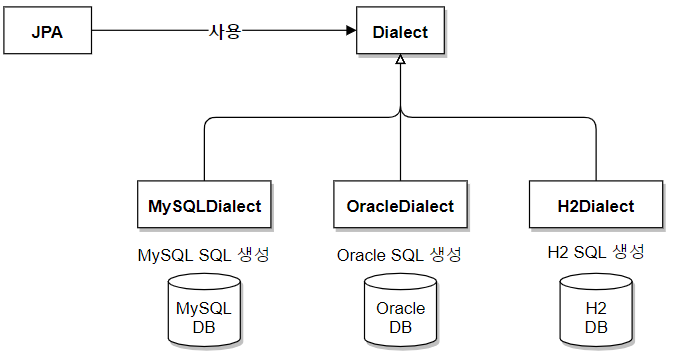 JPA
사용
Dialect
MySQLDialect
OracleDialect
H2Dialect
MySQL SQL 생성
Oracle SQL 생성
H2 SQL 생성
MySQL
DB
Oracle
DB
H2
DB